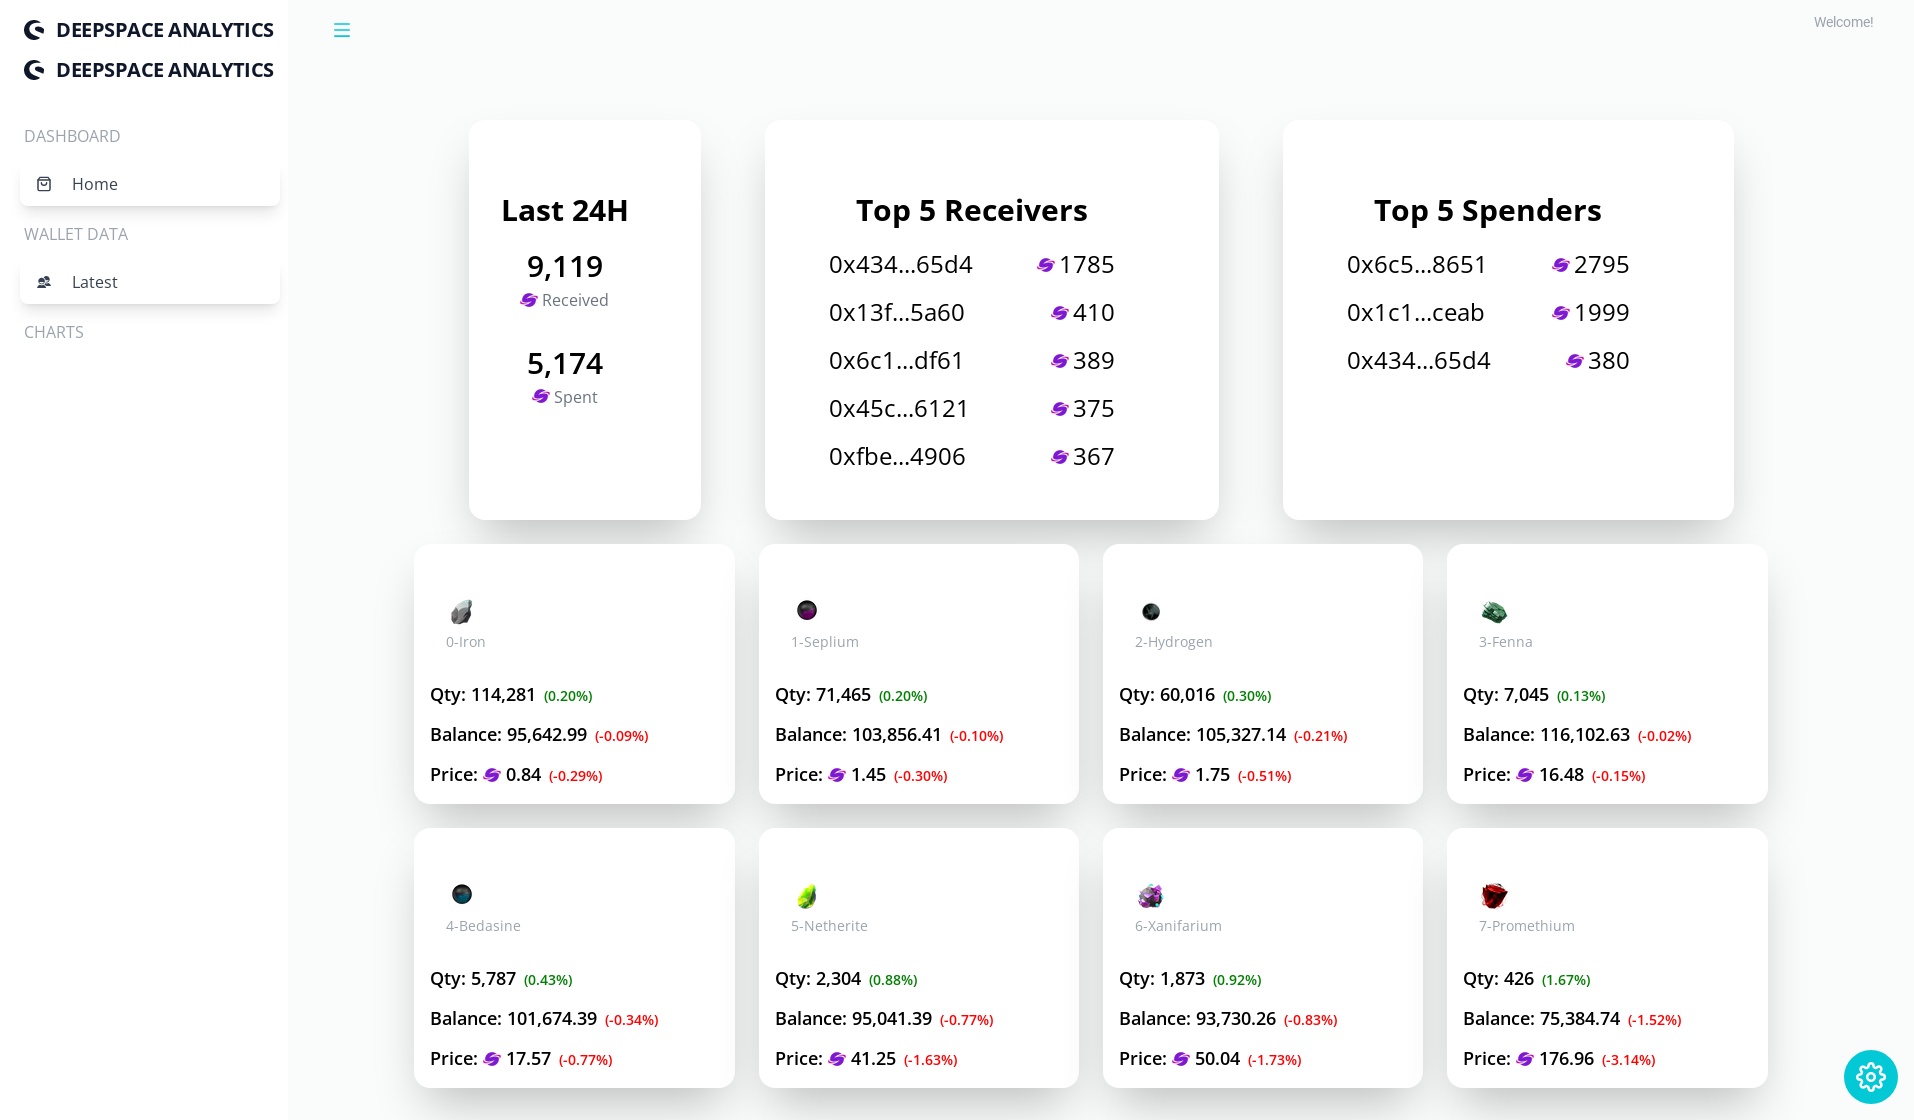 DEEPSPACE ANALYTICS
DEEPSPACE ANALYTICS
DASHBOARD
Home
WALLET DATA
Latest
CHARTS
Welcome!
Last 24H
9,119
Received
5,174
Spent
Top 5 Receivers
0x434...65d4 1785
0x13f...5a60 410
0x6c1...df61 389
0x45c...6121 375
0xfbe...4906 367
Top 5 Spenders
0x6c5...8651 2795
0x1c1...ceab 1999
0x434...65d4 380
0-Iron
Qty: 114,281 (0.20%)
Balance: 95,642.99 (-0.09%)
Price: 0.84 (-0.29%)
1-Seplium
Qty: 71,465 (0.20%)
Balance: 103,856.41 (-0.10%)
Price: 1.45 (-0.30%)
2-Hydrogen
Qty: 60,016 (0.30%)
Balance: 105,327.14 (-0.21%)
Price: 1.75 (-0.51%)
3-Fenna
Qty: 7,045 (0.13%)
Balance: 116,102.63 (-0.02%)
Price: 16.48 (-0.15%)
4-Bedasine
Qty: 5,787 (0.43%)
Balance: 101,674.39 (-0.34%)
Price: 17.57 (-0.77%)
5-Netherite
Qty: 2,304 (0.88%)
Balance: 95,041.39 (-0.77%)
Price: 41.25 (-1.63%)
6-Xanifarium
Qty: 1,873 (0.92%)
Balance: 93,730.26 (-0.83%)
Price: 50.04 (-1.73%)
7-Promethium
Qty: 426 (1.67%)
Balance: 75,384.74 (-1.52%)
Price: 176.96 (-3.14%)